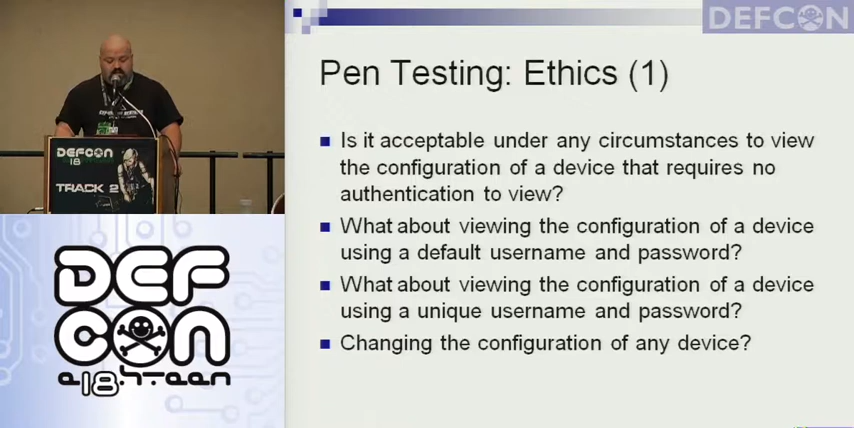 DEFCON
Pen Testing: Ethics (1)
Is it acceptable under any circumstances to view
the configuration of a device that requires no
authentication to view?
What about viewing the configuration of a device
using a default username and password?
What about viewing the configuration of a device
using a unique username and password?
Changing the configuration of any device?
DEFCON
18
TRACK 2
DEF
CON
e18hteen